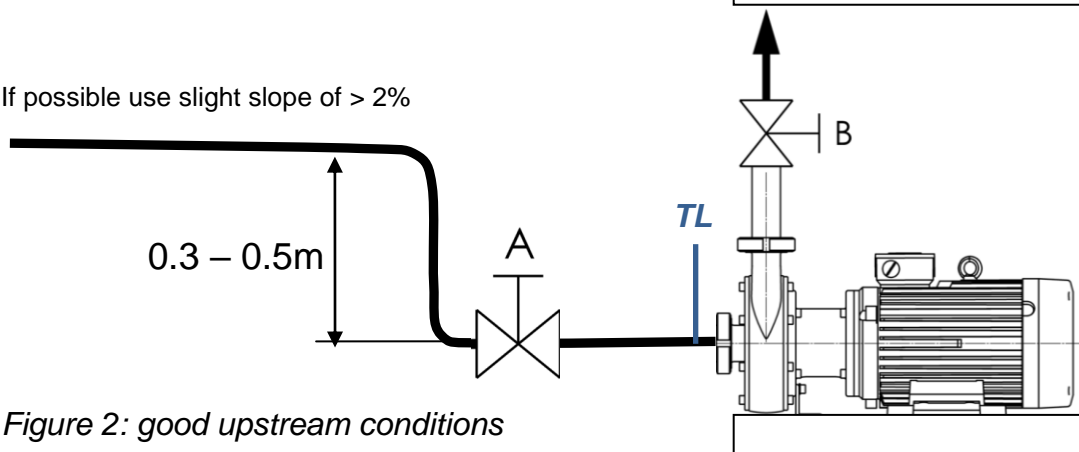 If possible use slight slope of > 2%
B
TL
A
0.3 – 0.5m
Figure 2: good upstream conditions